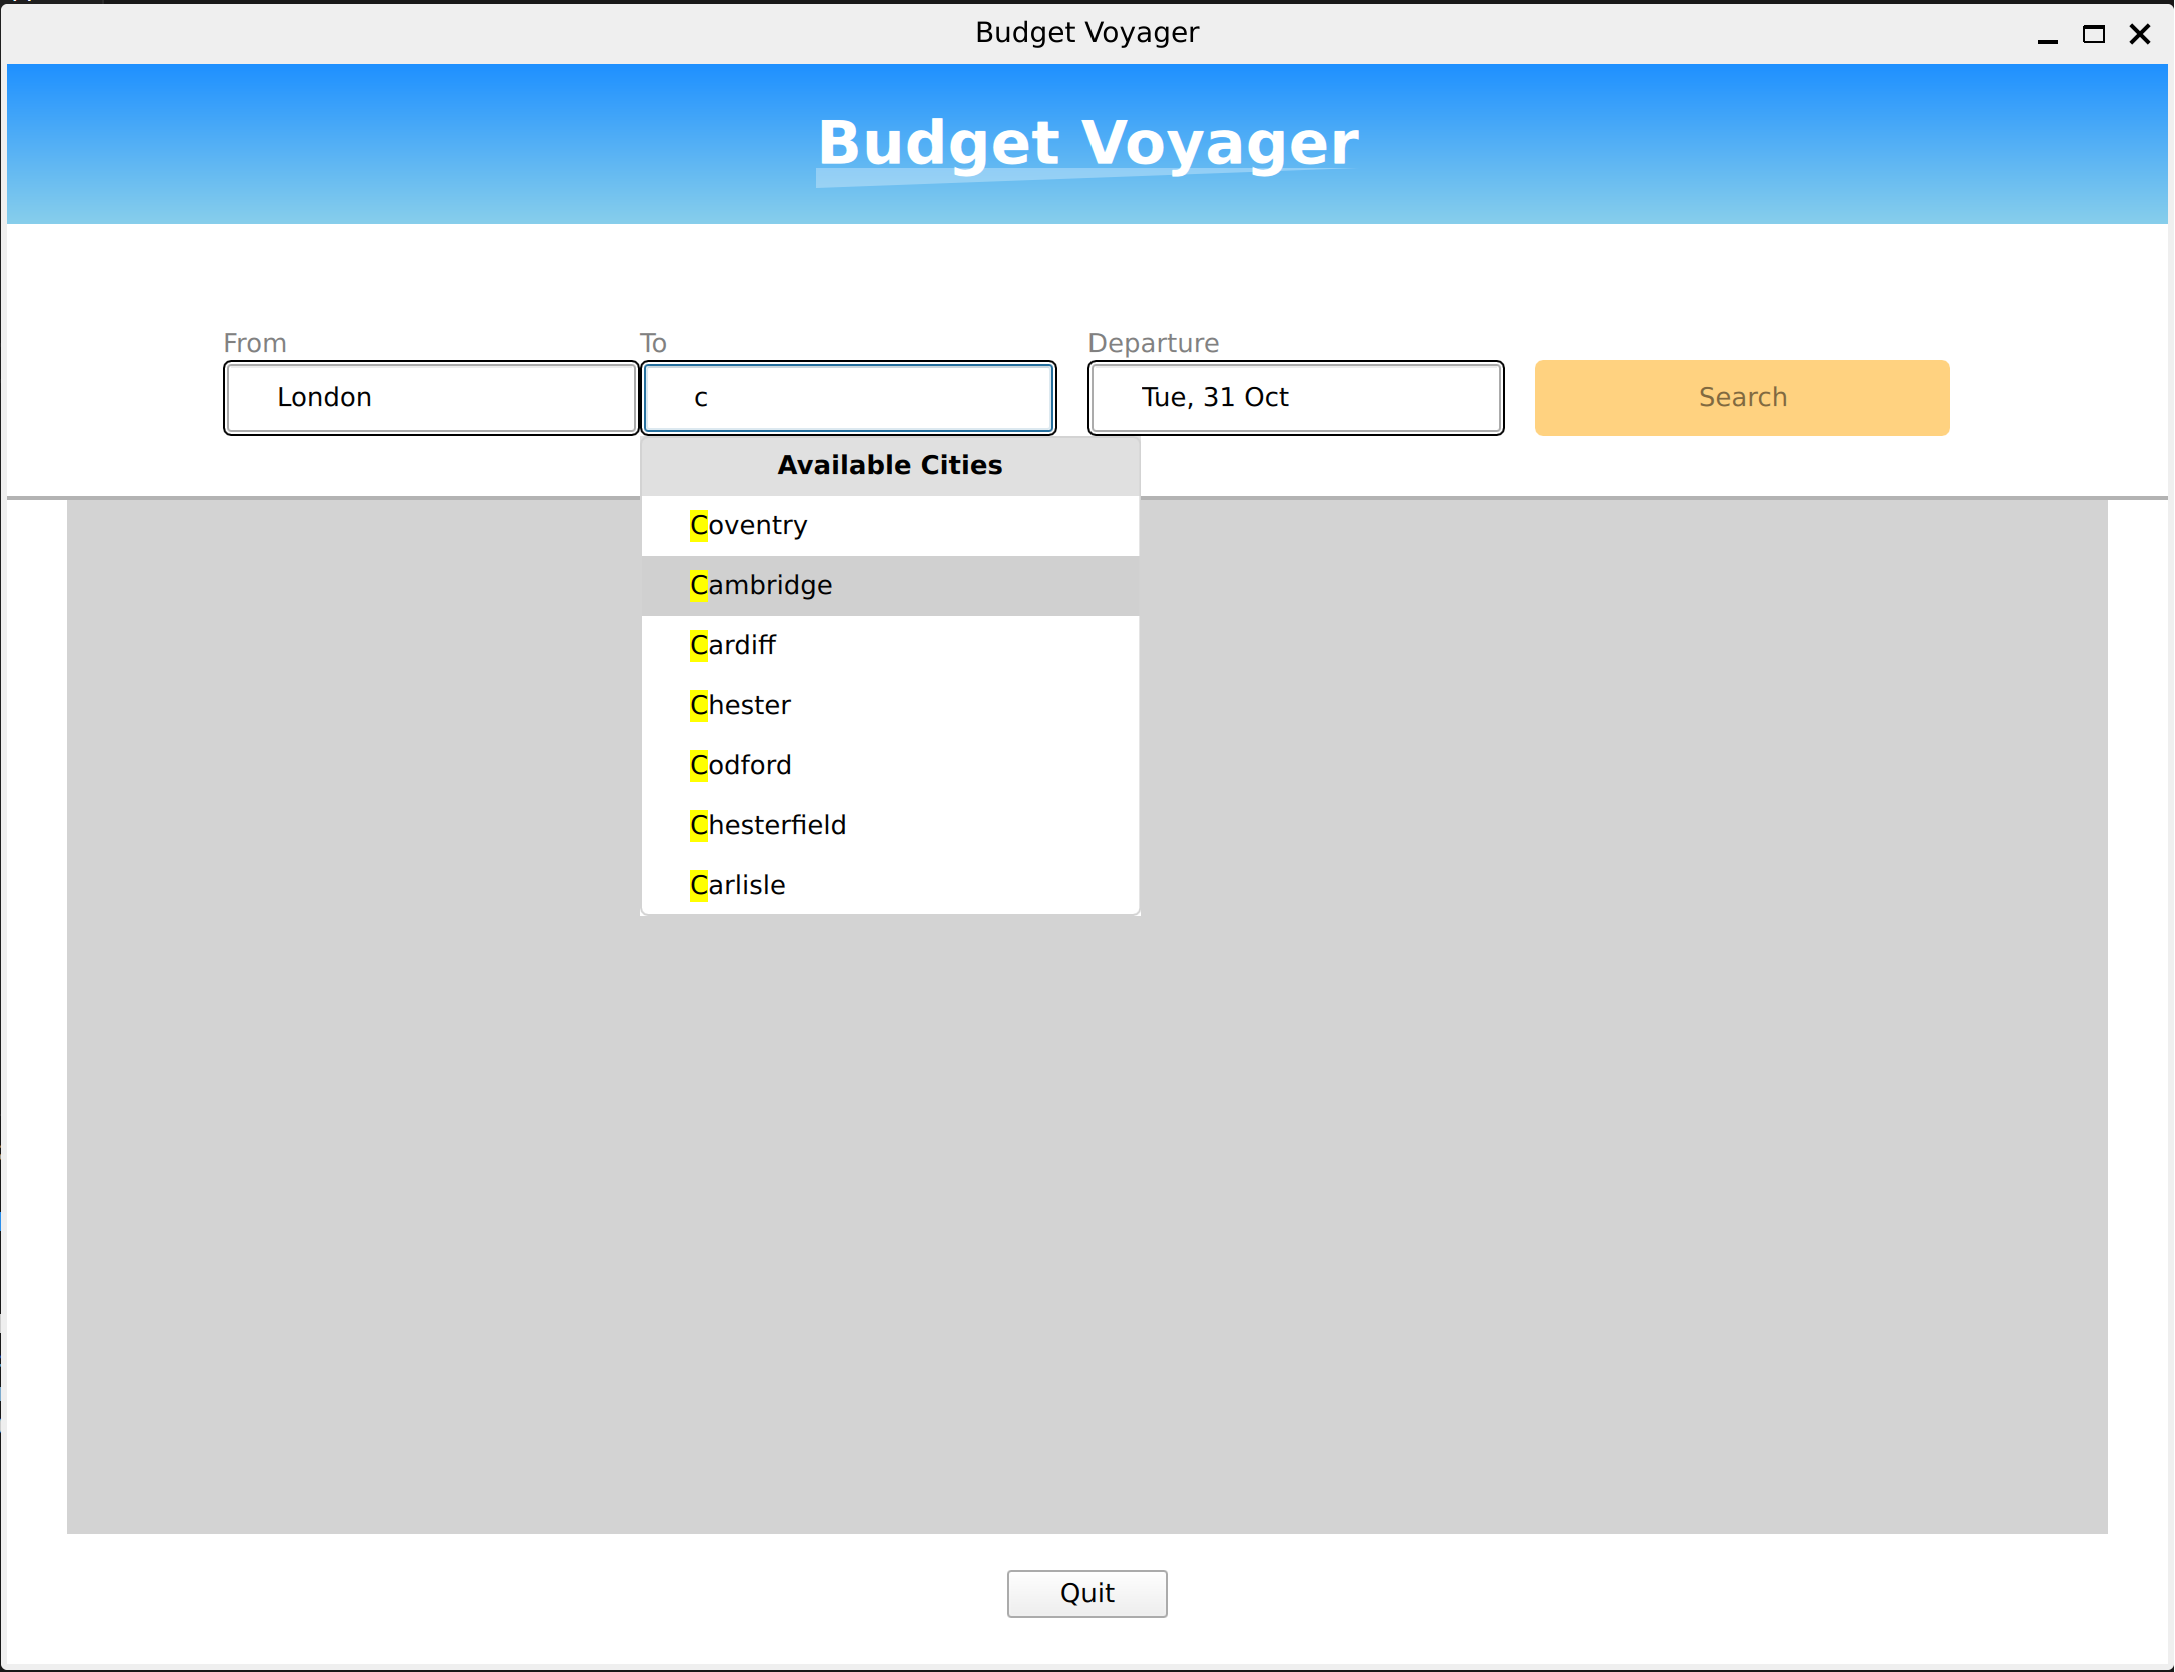 Budget Voyager
Budget Voyager
From To Departure
London c Tue, 31 Oct Search
Available Cities
Coventry
Cambridge
Cardiff
Chester
Codford
Chesterfield
Carlisle
Quit